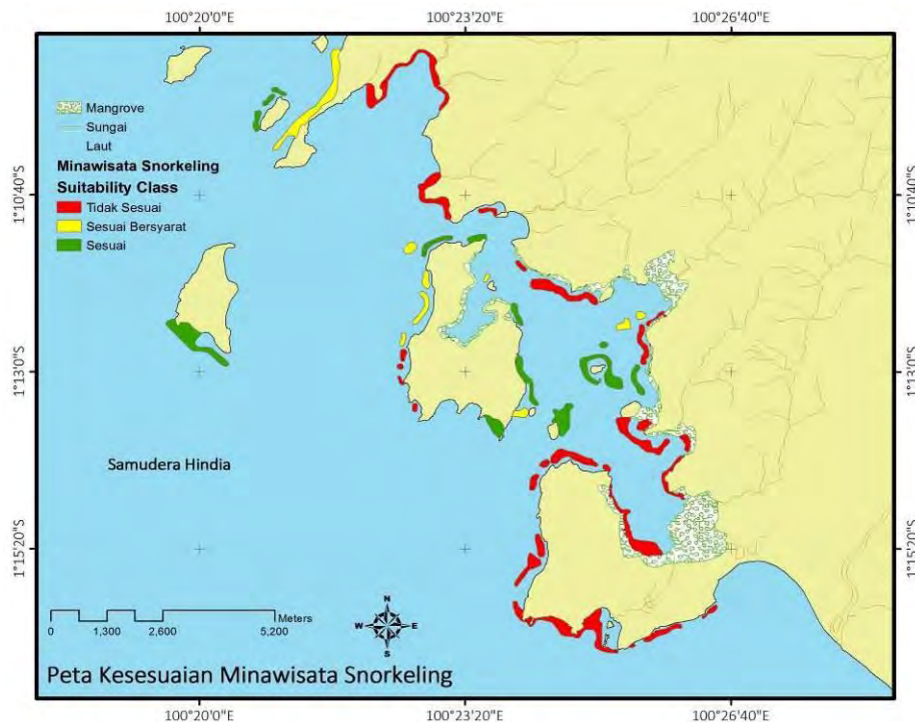 100°20'0"E 100°23'20"E 100°26'40"E
Mangrove
Sungai
Laut
Minawisata Snorkeling
Suitability Class
Tidak Sesuai
Sesuai Bersyarat
Sesuai
1°10'40"S 1°10'40"S
1°13'0"S 1°13'0"S
Samudera Hindia
1°15'20"S 1°15'20"S
Meters
0 1,300 2,600 5,200
N
W E
S
Peta Kesesuaian Minawisata Snorkeling
100°20'0"E 100°23'20"E 100°26'40"E